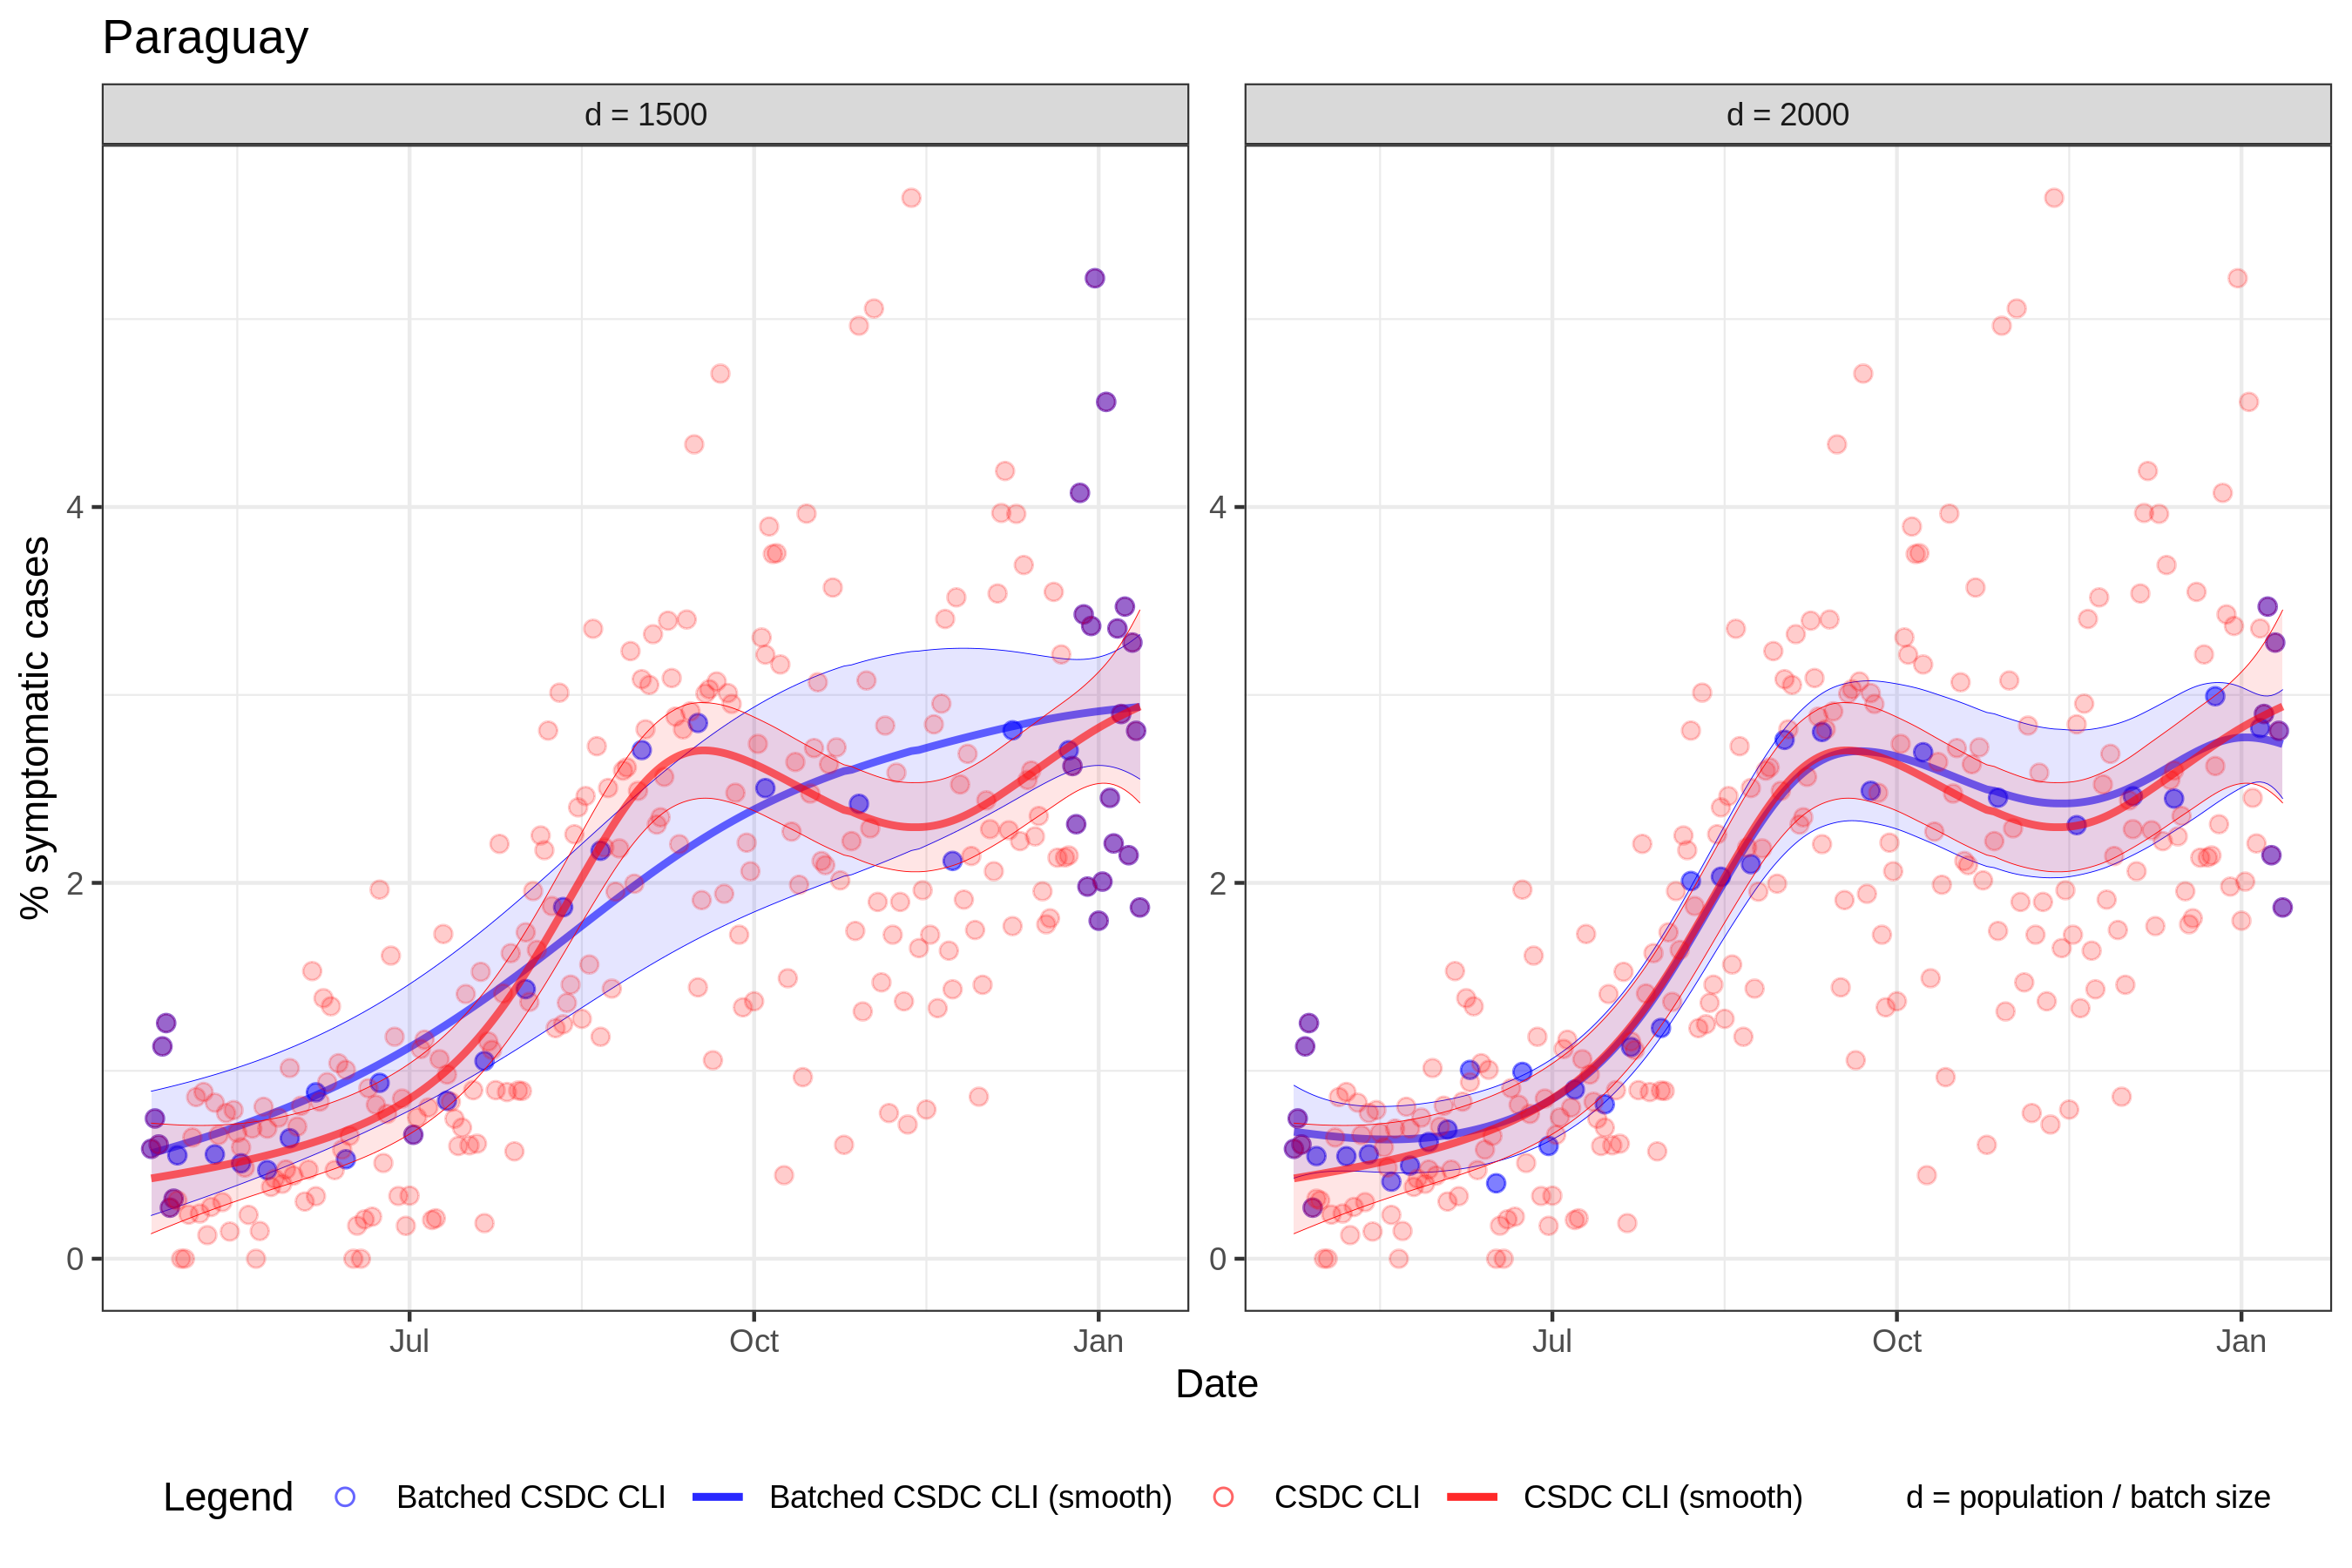 Paraguay
d = 1500
d = 2000
% symptomatic cases
4
2
0
4
2
0
Jul
Oct
Jan
Jul
Oct
Jan
Date
Legend
Batched CSDC CLI
Batched CSDC CLI (smooth)
CSDC CLI
CSDC CLI (smooth)
d = population / batch size